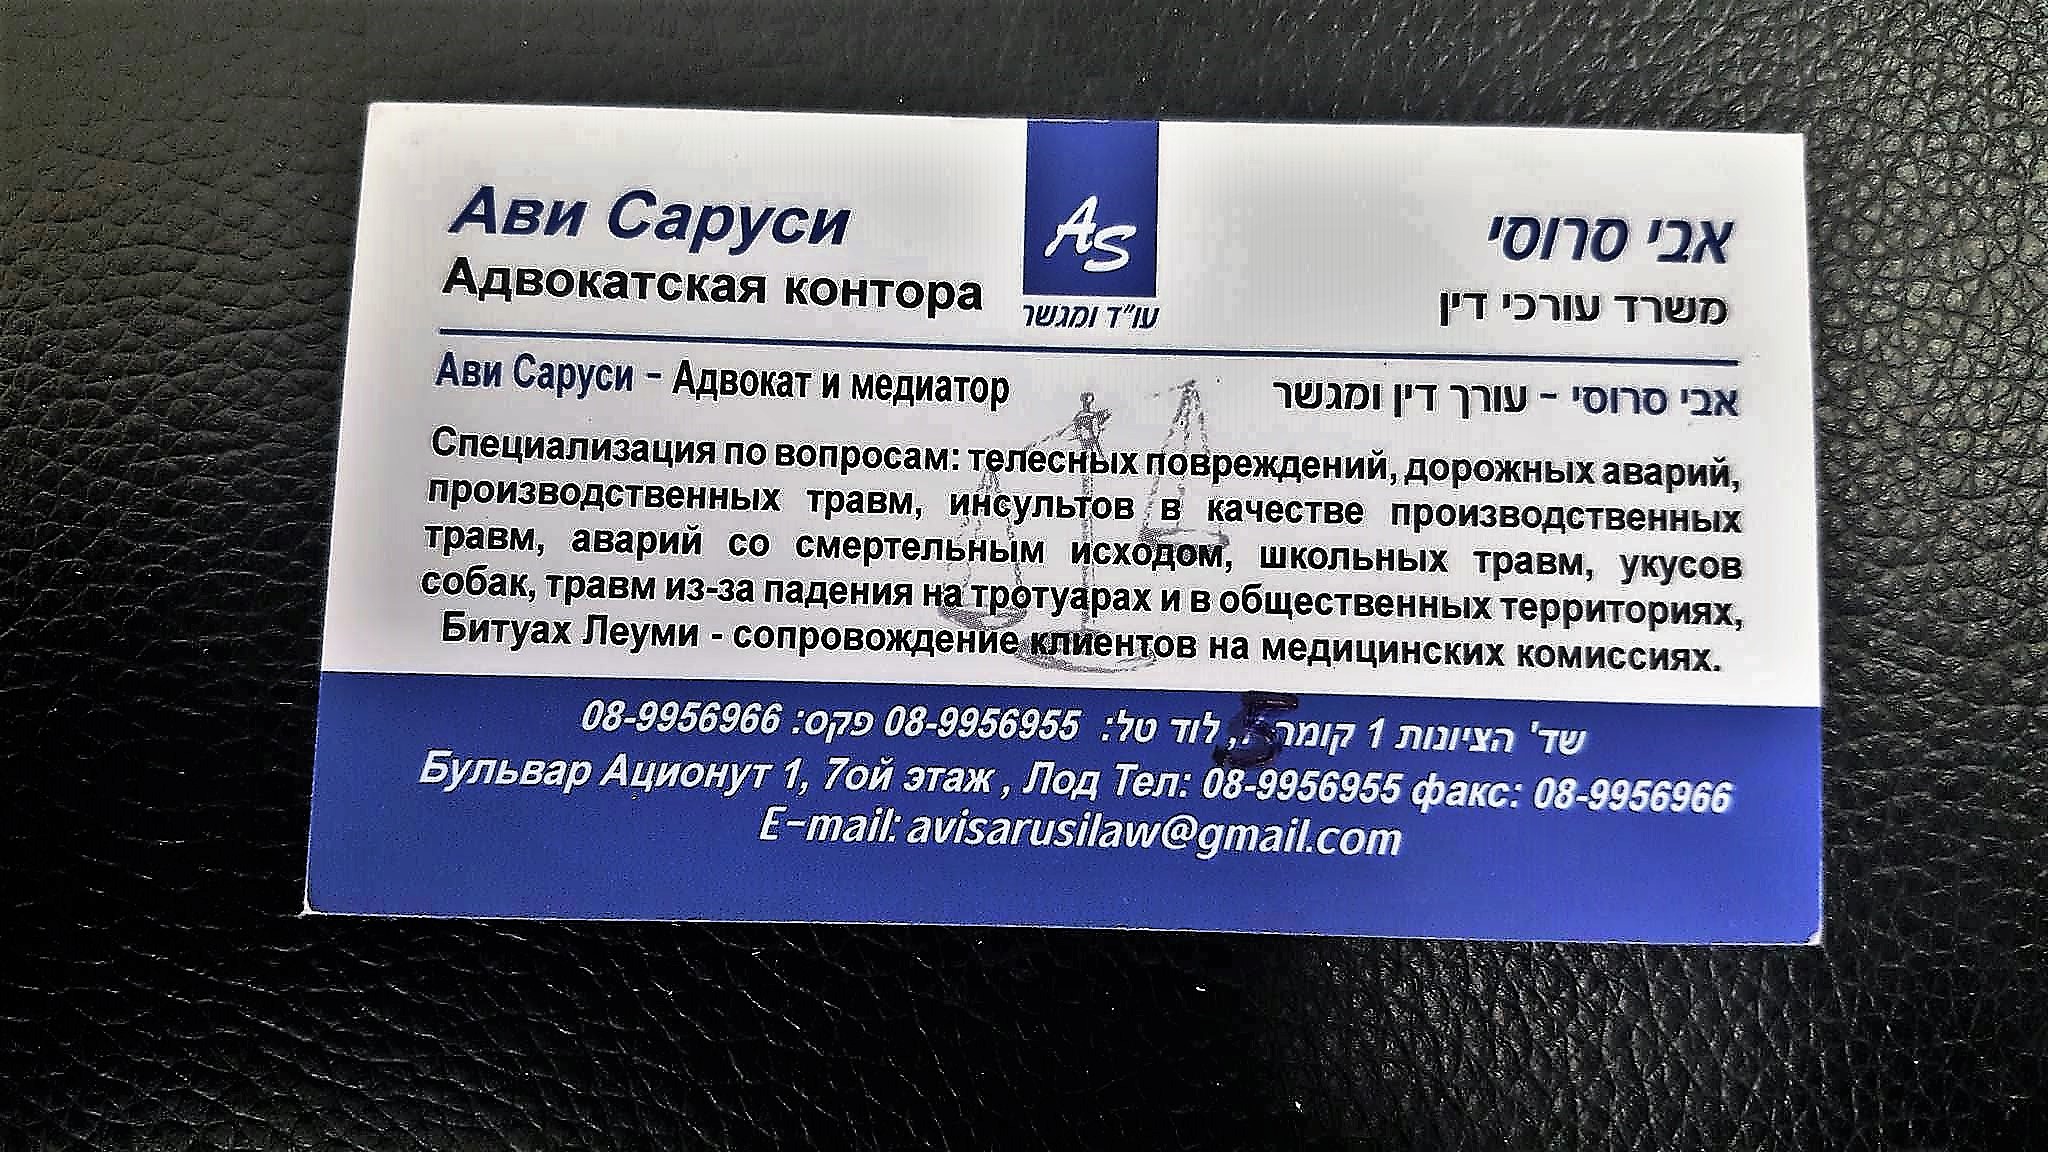 Ави Саруси
Адвокатская контора
AS
עו"ד ומגשר
אבי סרוסי
משרד עורכי דין
Ави Саруси - Адвокат и медиатор
אבי סרוסי - עורך דין ומגשר
Специализация по вопросам: телесных повреждений, дорожных аварий,
производственных травм, инсультов в качестве производственных
травм, аварий со смертельным исходом, школьных травм, укусов
собак, травм из-за падения на тротуарах и в общественных территориях,
Битуах Леуми - сопровождение клиентов на медицинских комиссиях.
שד' הציונות 1 קומה 5, לוד טל: 08-9956955 פקס: 08-9956966
Бульвар Ационут 1, 7ой этаж , Лод Тел: 08-9956955 факс: 08-9956966
E-mail: avisarusilaw@gmail.com